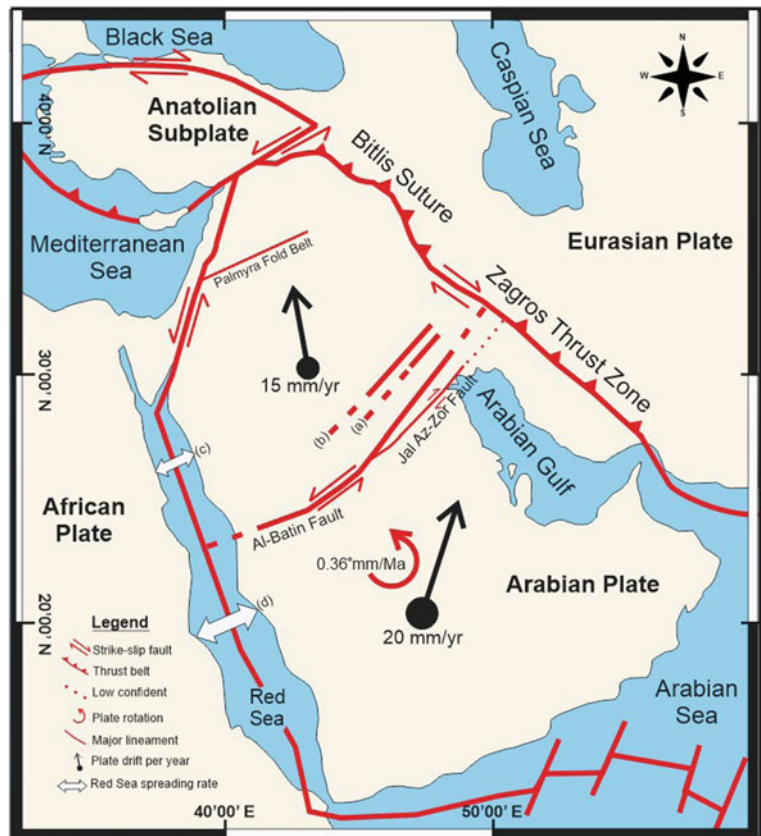 Black Sea
Caspian Sea
N
W
E
S
40°00' N
Anatolian
Subplate
Bitlis Suture
Mediterranean
Sea
Eurasian Plate
Palmyra Fold Belt
Zagros Thrust Zone
30°00' N
15 mm/yr
(b)
(a)
Jal Az-Zor Fault
Arabian Gulf
(c)
African
Plate
Al-Batin Fault
0.36"mm/Ma
Arabian Plate
(d)
20 mm/yr
20°00' N
Legend
Strike-slip fault
Thrust belt
Low confident
Plate rotation
Major lineament
Plate drift per year
Red Sea spreading rate
Red
Sea
Arabian
Sea
40°00' E
50°00' E